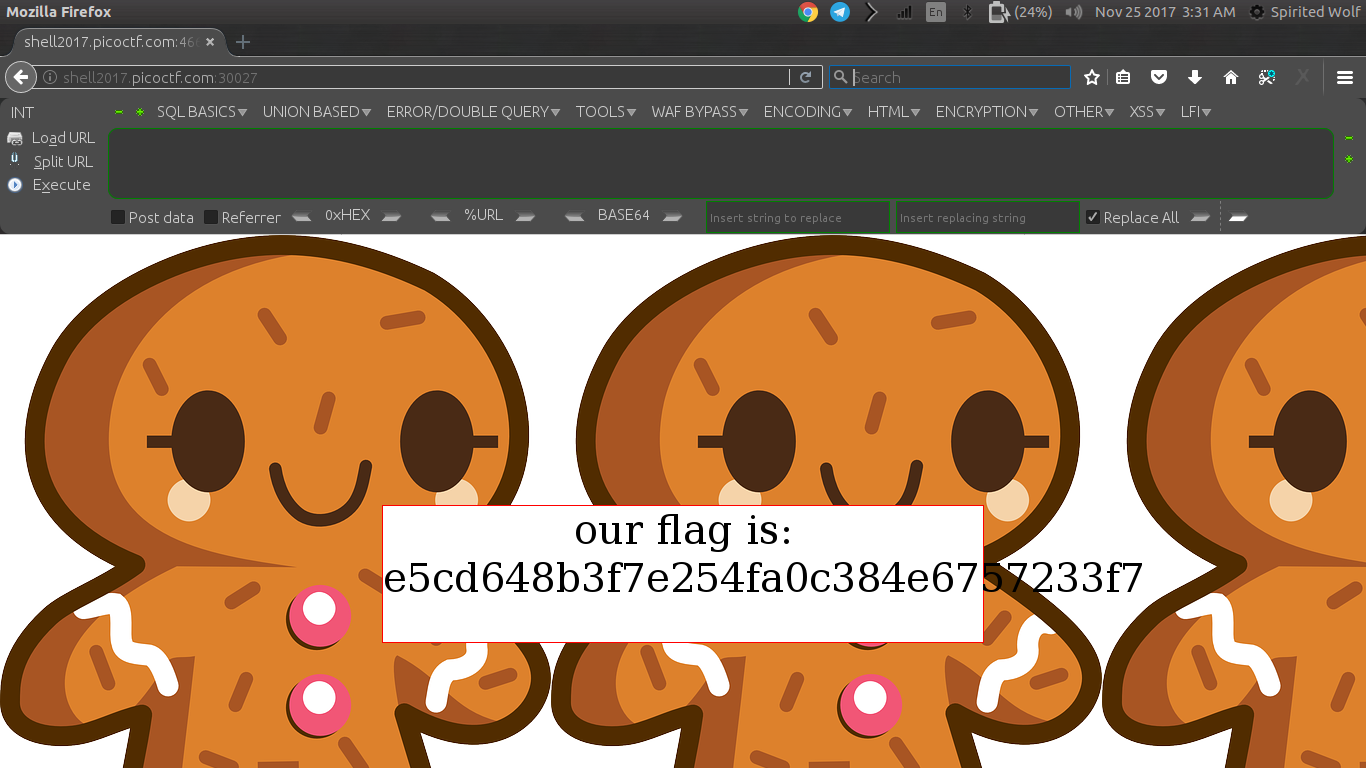 Mozilla Firefox
En (24%) Nov 25 2017 3:31 AM Spirited Wolf
shell2017.picoctf.com:46
shell2017.picoctf.com:30027 Search
INT SQL BASICS UNION BASED ERROR/DOUBLE QUERY TOOLS WAF BYPASS ENCODING HTML ENCRYPTION OTHER XSS LFI
Load URL
Split URL
Execute
Post data Referrer 0xHEX %URL BASE64 Insert string to replace Insert replacing string Replace All
our flag is:
e5cd648b3f7e254fa0c384e6757233f7